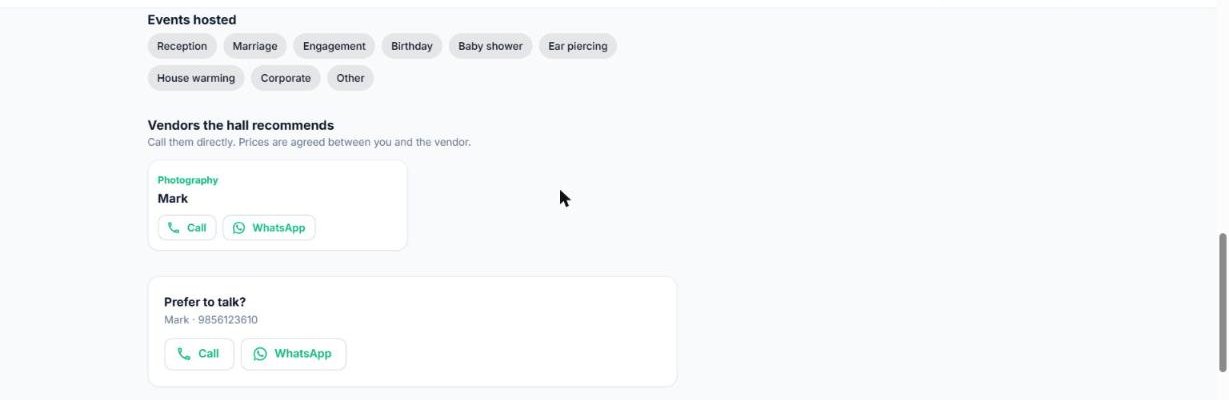 Events hosted
Reception Marriage Engagement Birthday Baby shower Ear piercing
House warming Corporate Other
Vendors the hall recommends
Call them directly. Prices are agreed between you and the vendor.
Photography
Mark
Call WhatsApp
Prefer to talk?
Mark · 9856123610
Call WhatsApp